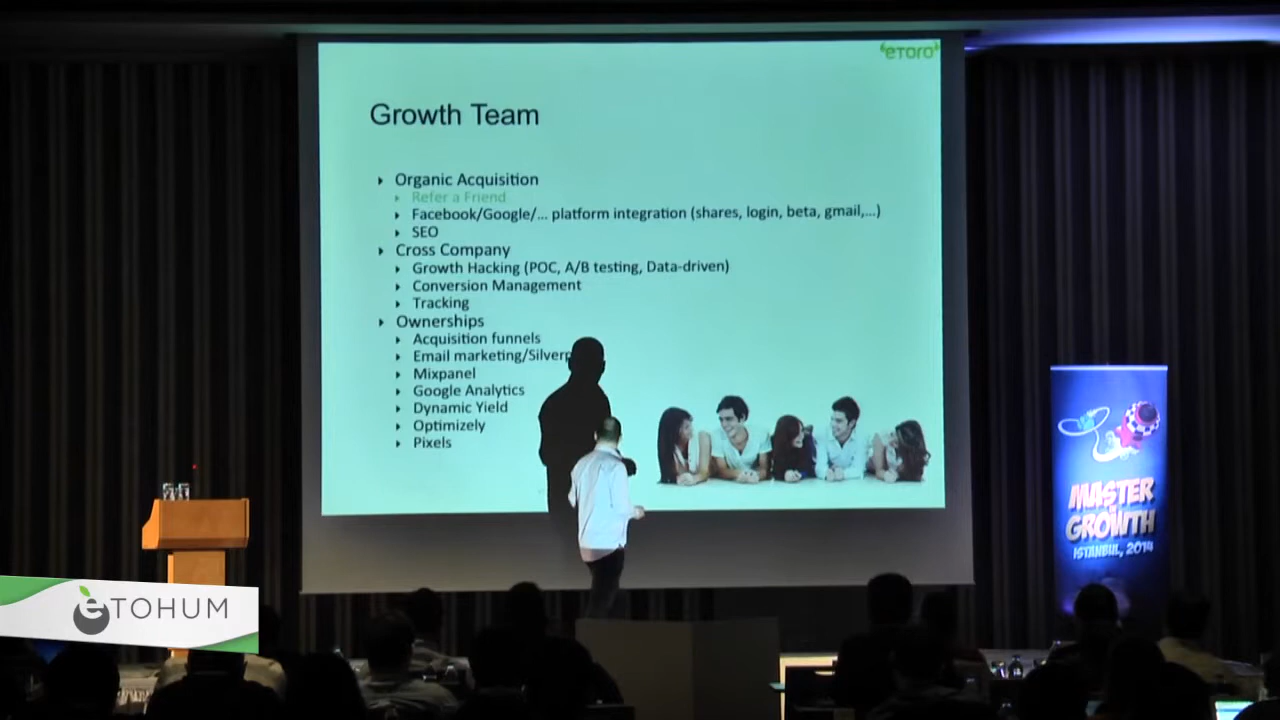 eTORO
Growth Team
Organic Acquisition
Refer a Friend
Facebook/Google/... platform integration (shares, login, beta, gmail,...)
SEO
Cross Company
Growth Hacking (POC, A/B testing, Data-driven)
Conversion Management
Tracking
Ownerships
Acquisition funnels
Email marketing/Silverp
Mixpanel
Google Analytics
Dynamic Yield
Optimizely
Pixels
MASTER
OF
GROWTH
ISTANBUL, 2014
eTOHUM